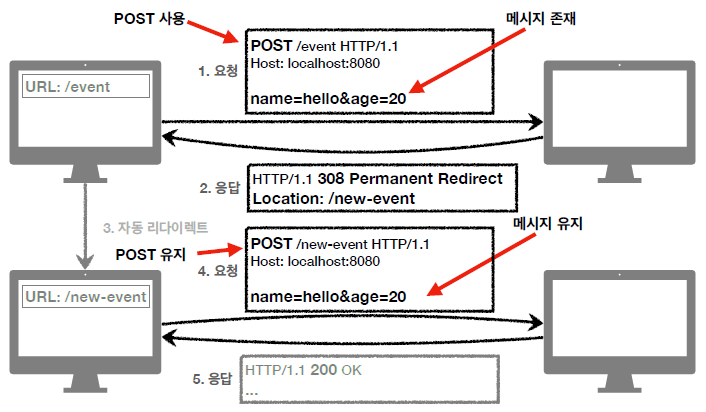 POST 사용
메시지 존재
URL: /event
1. 요청
POST /event HTTP/1.1
Host: localhost:8080
name=hello&age=20
2. 응답
HTTP/1.1 308 Permanent Redirect
Location: /new-event
3. 자동 리다이렉트
메시지 유지
POST 유지
4. 요청
POST /new-event HTTP/1.1
Host: localhost:8080
name=hello&age=20
URL: /new-event
5. 응답
HTTP/1.1 200 OK
...